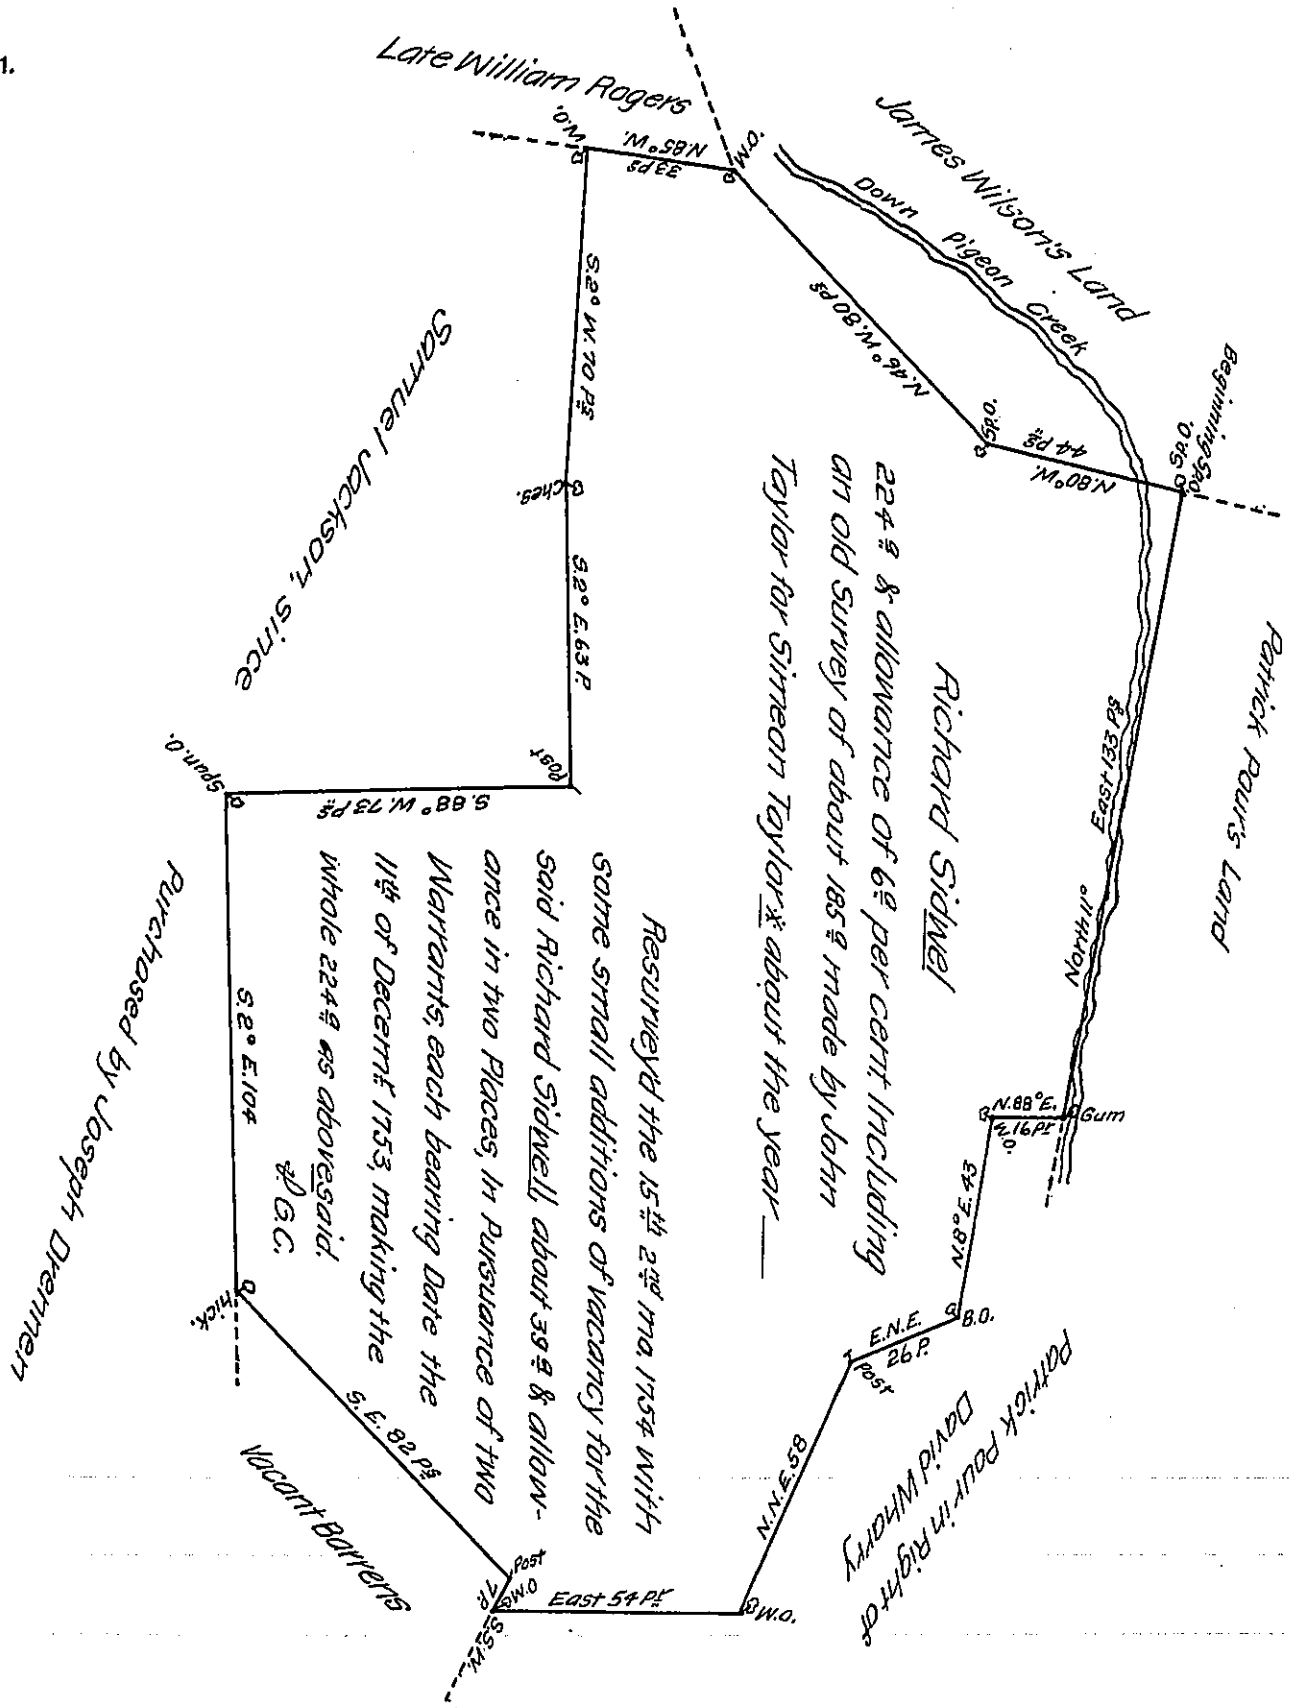 1.
Late William Rogers
James Wilson's Land
Down Pigeon Creek
Beginning Sp.O.
Sp.O.
Patrick Pour's Land
W.O.
N.85° W.
33 ps
W.O.
N.46° W. 80 ps
Sp.O.
N.80° W.
44 ps
North 11°
East 133 ps
Gum
N.88° E.
16 Pr
B.O.
N.8° E. 43
B.O.
E.N.E.
26 P.
Post
N.N.E. 58
W.O.
East 54 Pr
W.O.
S.S.W.
7 P.
Post
S.E. 82 ps
hick.
S.2° E. 104
Span.O.
S.88° W. 73 ps
Post
S.2° E. 63 P.
Ches.
S.2° W. 70 ps
Samuel Jackson, since
Purchased by Joseph Drennen
Vacant Barrens
Patrick Pour in Right of
David Wharry
Richard Sidwel
224 a & allowance of 6 a per cent Including
an old Survey of about 185 a made by John
Taylor for Simean Taylor * about the year
Resurvey'd the 15th 2nd mo 1754 with
some small additions of vacancy for the
said Richard Sidwell, about 39 a & allow-
ance in two Places, in Pursuance of two
Warrants, each bearing Date the
11th of Decemr 1753, making the
whole 224 a as abovesaid.
℘ G.C.